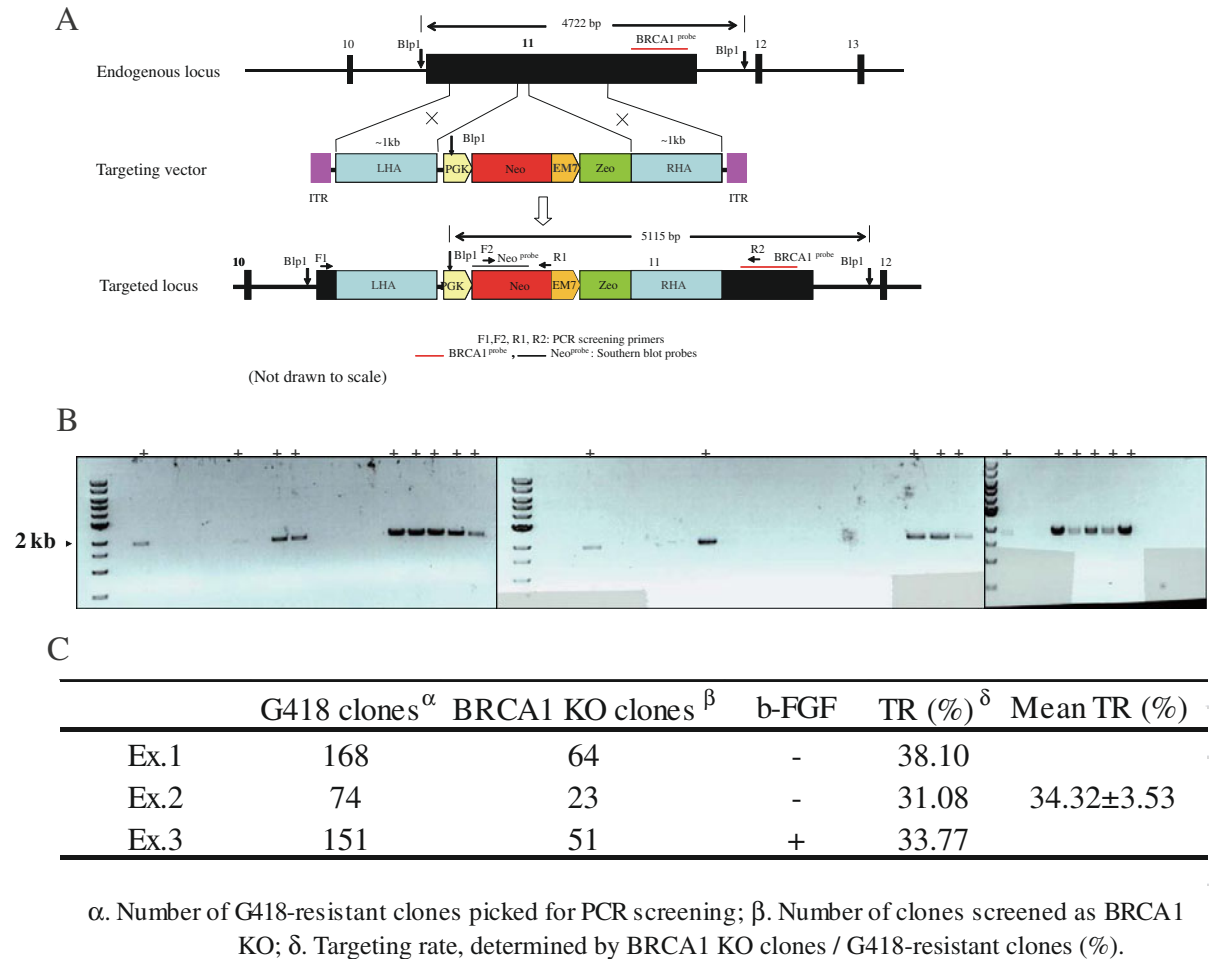 A
4722 bp
BRCA1 probe
10
Blp1
11
Blp1
12
13
Endogenous locus
~1kb
Blp1
~1kb
Targeting vector
LHA
PGK
Neo
EM7
Zeo
RHA
ITR
ITR
5115 bp
10
Blp1
F1
Blp1
F2
Neo probe
R1
11
R2
BRCA1 probe
Blp1
12
Targeted locus
LHA
PGK
Neo
EM7
Zeo
RHA
F1,F2, R1, R2: PCR screening primers
BRCA1 probe , Neo probe : Southern blot probes
(Not drawn to scale)
B
+ + + + + + + + + + + + + + + + + + + + +
2 kb
C
G418 clones α BRCA1 KO clones β b-FGF TR (%) δ Mean TR (%)
Ex.1 168 64 - 38.10
Ex.2 74 23 - 31.08 34.32±3.53
Ex.3 151 51 + 33.77
α. Number of G418-resistant clones picked for PCR screening; β. Number of clones screened as BRCA1
KO; δ. Targeting rate, determined by BRCA1 KO clones / G418-resistant clones (%).